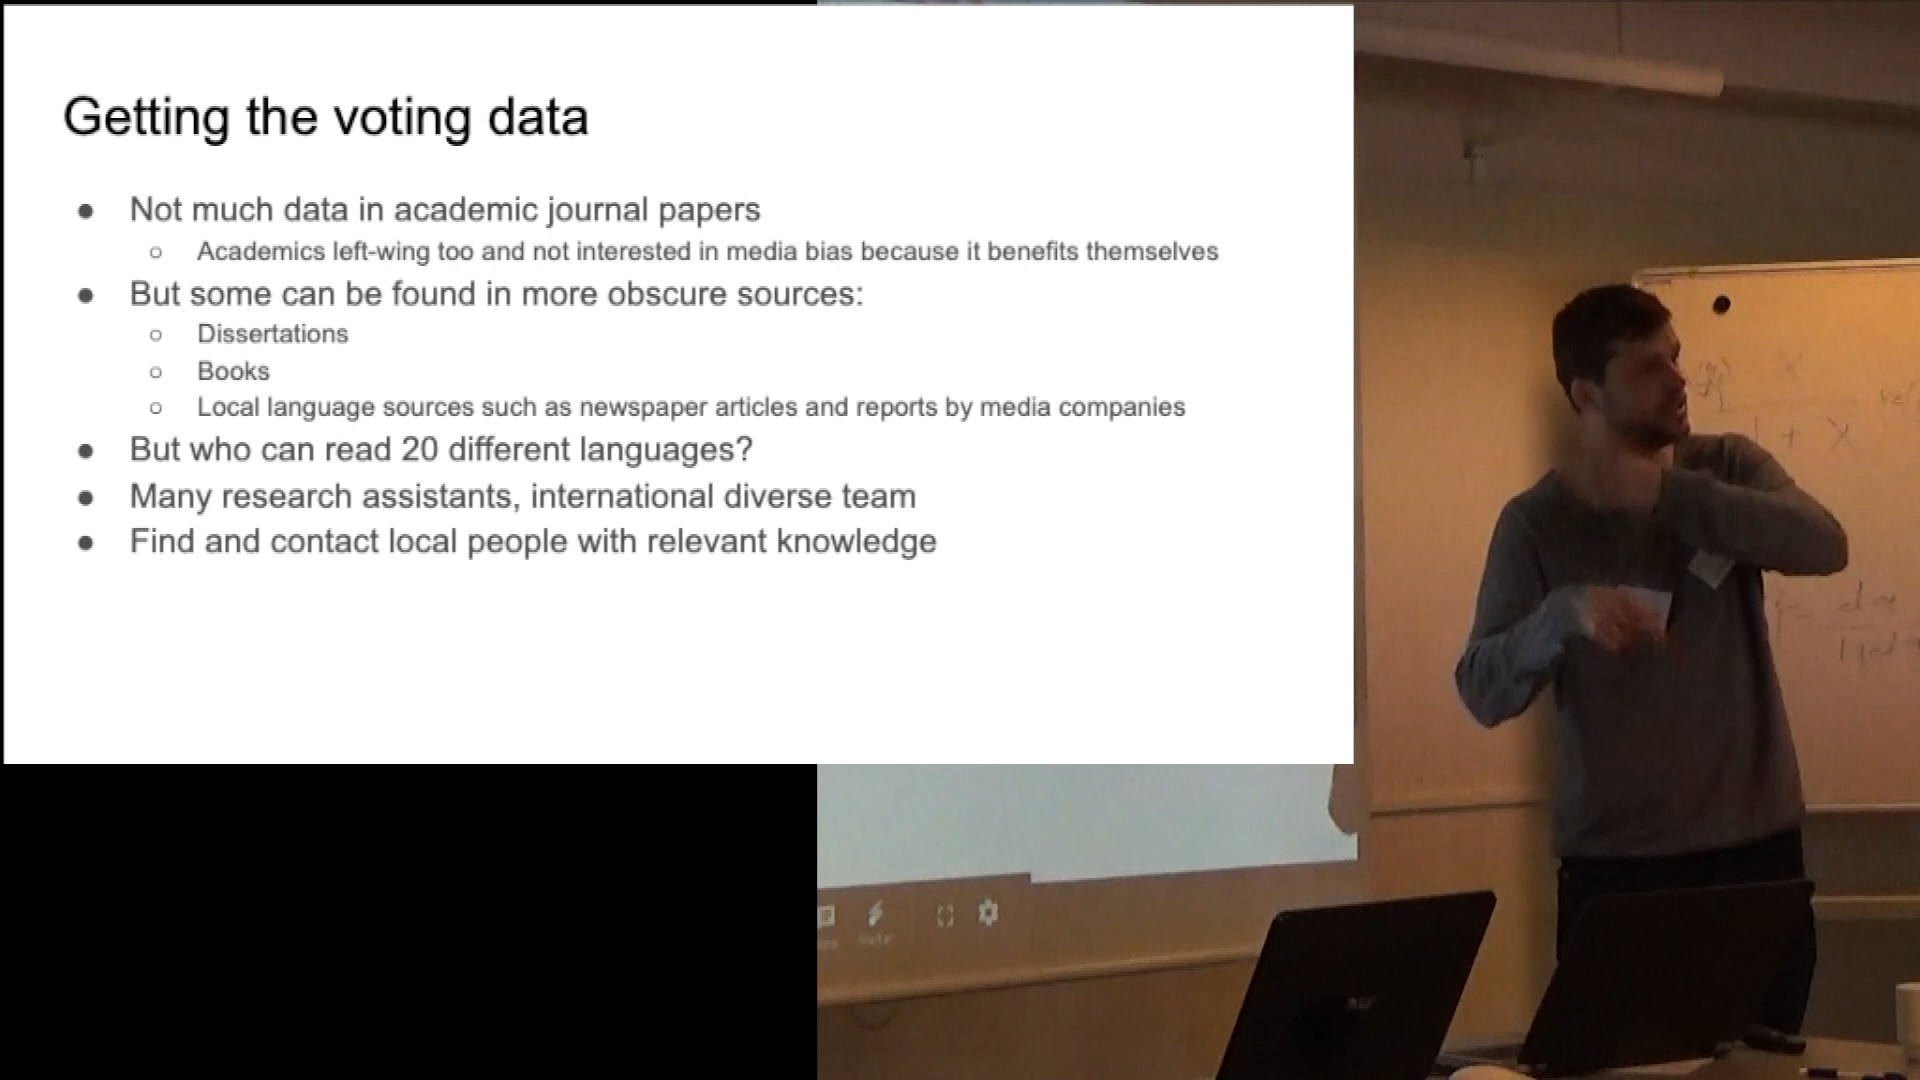 Getting the voting data
● Not much data in academic journal papers
○ Academics left-wing too and not interested in media bias because it benefits themselves
● But some can be found in more obscure sources:
○ Dissertations
○ Books
○ Local language sources such as newspaper articles and reports by media companies
● But who can read 20 different languages?
● Many research assistants, international diverse team
● Find and contact local people with relevant knowledge
X
1 + X